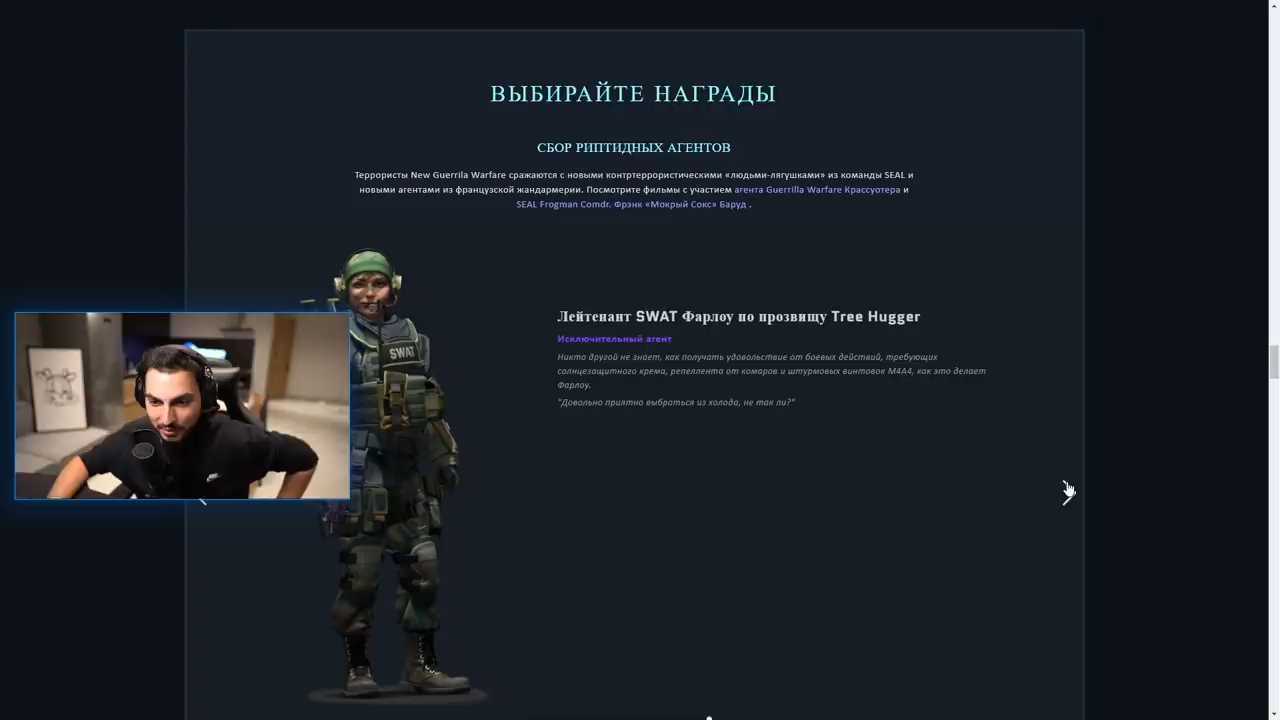 ВЫБИРАЙТЕ НАГРАДЫ
СБОР РИПТИДНЫХ АГЕНТОВ
Террористы New Guerrila Warfare сражаются с новыми контртеррористическими «людьми-лягушками» из команды SEAL и
новыми агентами из французской жандармерии. Посмотрите фильмы с участием агента Guerrilla Warfare Крассуотера и
SEAL Frogman Comdr. Фрэнк «Мокрый Сокс» Баруд .
Лейтенант SWAT Фарлоу по прозвищу Tree Hugger
Исключительный агент
Никто другой не знает, как получать удовольствие от боевых действий, требующих
солнцезащитного крема, репеллента от комаров и штурмовых винтовок M4A4, как это делает
Фарлоу.
"Довольно приятно выбраться из холода, не так ли?"
SWAT